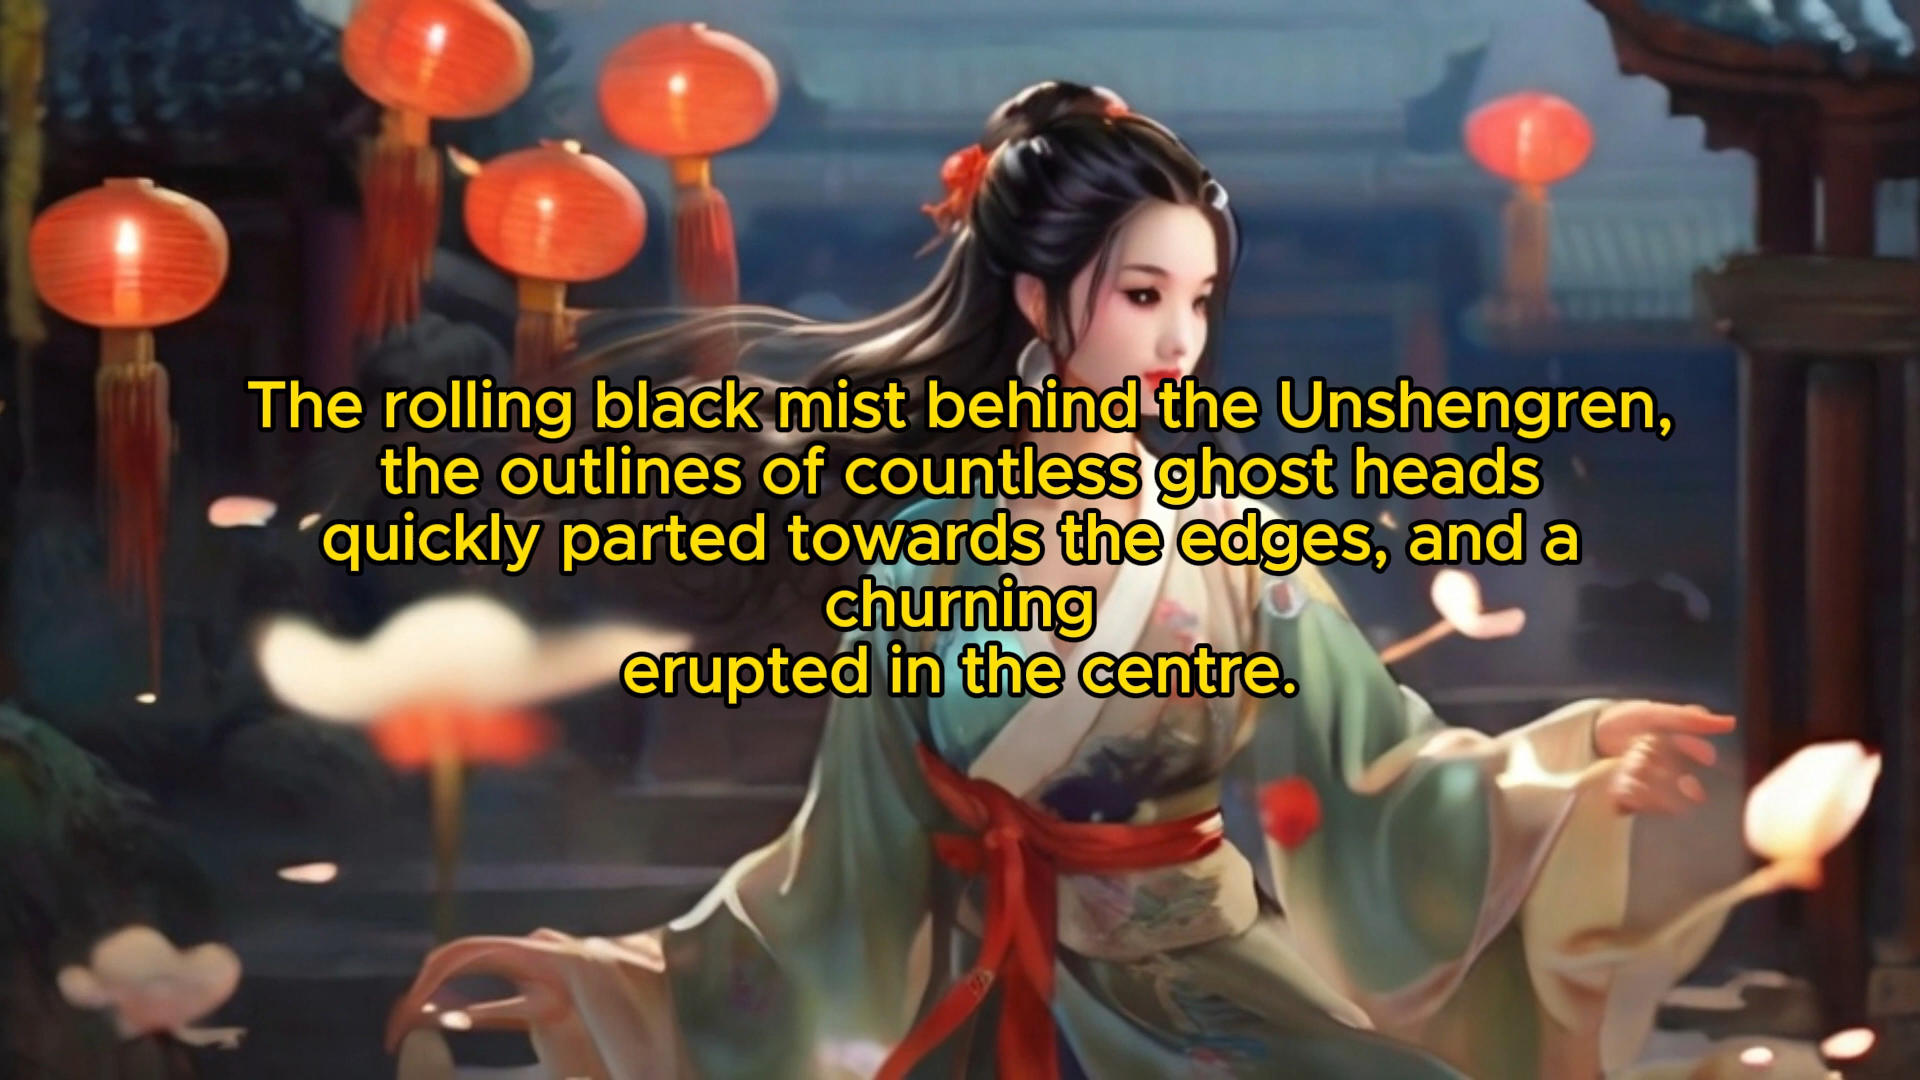 The rolling black mist behind the Unshengren,
the outlines of countless ghost heads
quickly parted towards the edges, and a
churning
erupted in the centre.